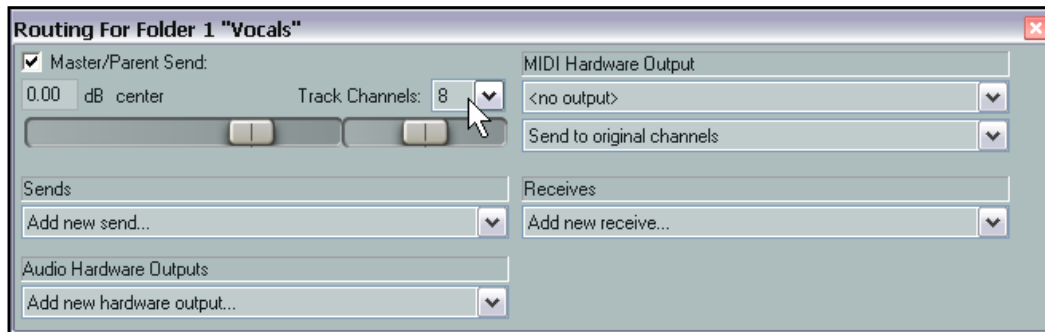 Routing For Folder 1 "Vocals"
Master/Parent Send:
0.00 dB center Track Channels: 8
MIDI Hardware Output
<no output>
Send to original channels
Sends
Add new send...
Receives
Add new receive...
Audio Hardware Outputs
Add new hardware output...